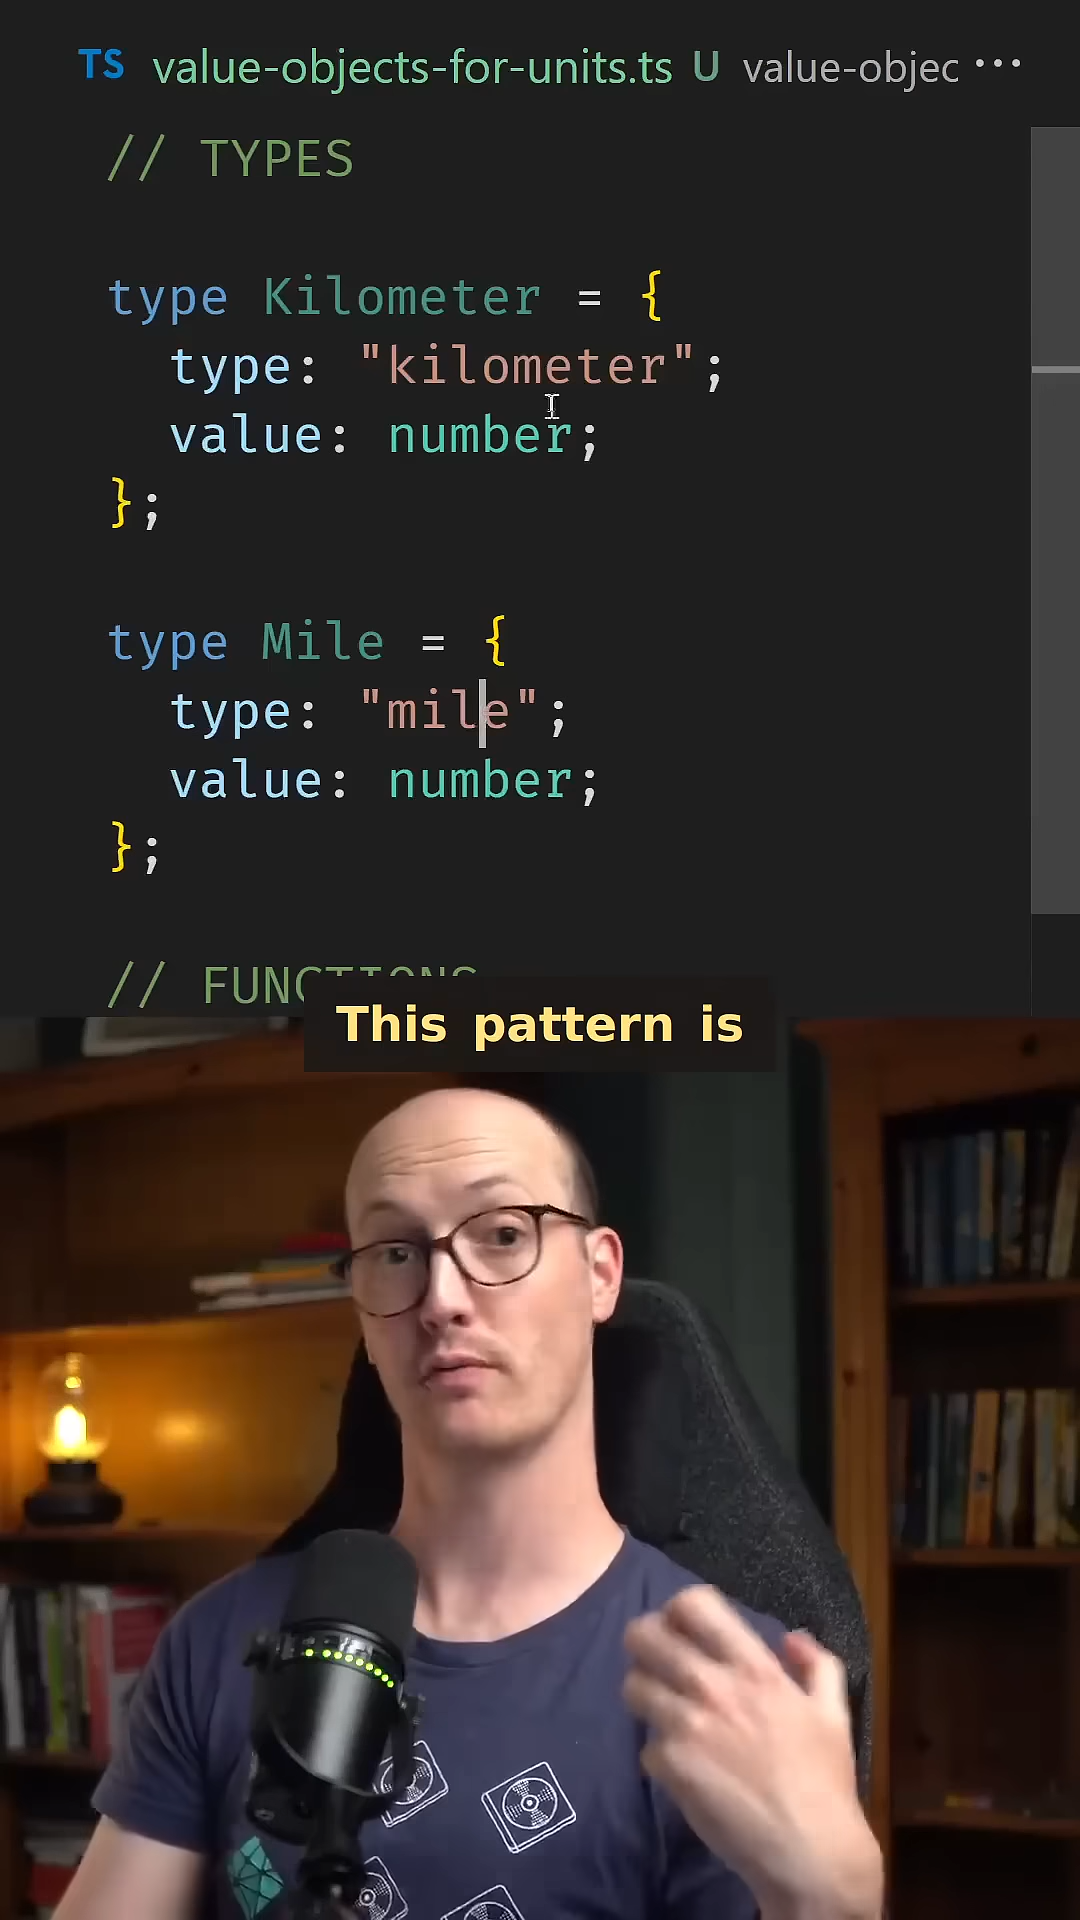 TS value-objects-for-units.ts U value-objec ...
// TYPES
type Kilometer = {
type: "kilometer";
value: number;
};
type Mile = {
type: "mile";
value: number;
};
// FUNCTIONS
This pattern is